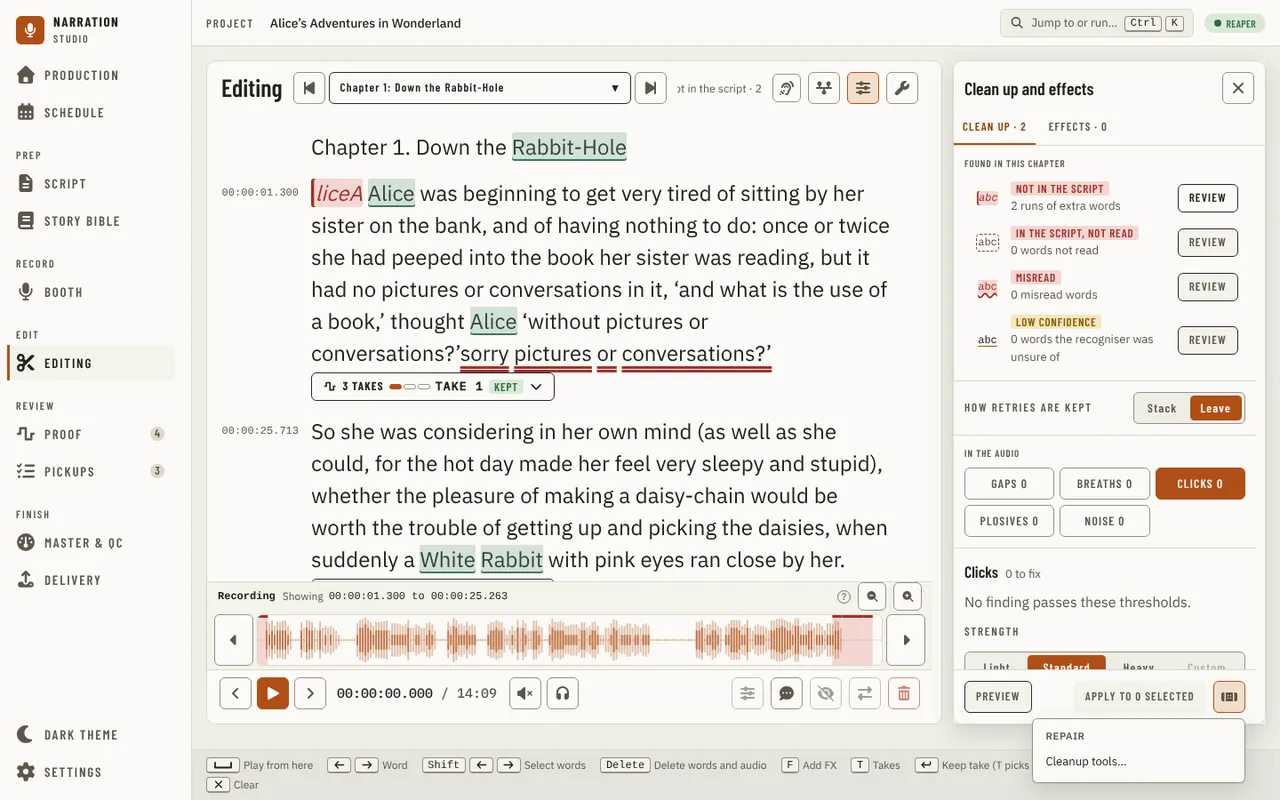 NARRATION
STUDIO
PRODUCTION
SCHEDULE
PREP
SCRIPT
STORY BIBLE
RECORD
BOOTH
EDIT
EDITING
REVIEW
PROOF 4
PICKUPS 3
FINISH
MASTER & QC
DELIVERY
DARK THEME
SETTINGS
PROJECT Alice’s Adventures in Wonderland
Jump to or run... Ctrl K
REAPER
Editing
Chapter 1: Down the Rabbit-Hole
ot in the script · 2
Chapter 1. Down the Rabbit-Hole
00:00:01.300
liceA Alice was beginning to get very tired of sitting by her
sister on the bank, and of having nothing to do: once or twice
she had peeped into the book her sister was reading, but it
had no pictures or conversations in it, ‘and what is the use of
a book,’ thought Alice ‘without pictures or
conversations?’sorry pictures or conversations?’
3 TAKES TAKE 1 KEPT
00:00:25.713
So she was considering in her own mind (as well as she
could, for the hot day made her feel very sleepy and stupid),
whether the pleasure of making a daisy-chain would be
worth the trouble of getting up and picking the daisies, when
suddenly a White Rabbit with pink eyes ran close by her.
Recording Showing 00:00:01.300 to 00:00:25.263 ?
00:00:00.000 / 14:09
Clean up and effects
CLEAN UP · 2 EFFECTS · 0
FOUND IN THIS CHAPTER
abc NOT IN THE SCRIPT
2 runs of extra words
REVIEW
abc IN THE SCRIPT, NOT READ
0 words not read
REVIEW
abc MISREAD
0 misread words
REVIEW
abc LOW CONFIDENCE
0 words the recogniser was
unsure of
REVIEW
HOW RETRIES ARE KEPT Stack Leave
IN THE AUDIO
GAPS 0 BREATHS 0 CLICKS 0
PLOSIVES 0 NOISE 0
Clicks 0 to fix
No finding passes these thresholds.
STRENGTH
Light Standard Heavy Custom
PREVIEW APPLY TO 0 SELECTED
REPAIR
Cleanup tools...
Play from here ← → Word Shift ← → Select words Delete Delete words and audio F Add FX T Takes ↵ Keep take (T picks
✕ Clear